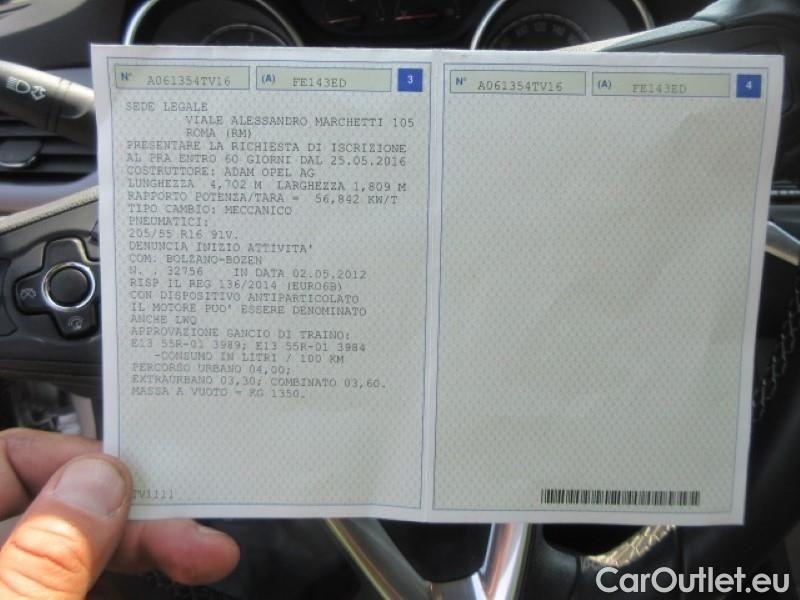 N° A061354TV16 (A) FE143ED 3
SEDE LEGALE
VIALE ALESSANDRO MARCHETTI 105
ROMA (RM)
PRESENTARE LA RICHIESTA DI ISCRIZIONE
AL PRA ENTRO 60 GIORNI DAL 25.05.2016
COSTRUTTORE: ADAM OPEL AG
LUNGHEZZA 4,702 M LARGHEZZA 1,809 M
RAPPORTO POTENZA/TARA = 56,842 KW/T
TIPO CAMBIO: MECCANICO
PNEUMATICI:
205/55 R16 91V.
DENUNCIA INIZIO ATTIVITA'
COM. BOLZANO-BOZEN
N. . 32756 IN DATA 02.05.2012
RISP IL REG 136/2014 (EURO6B)
CON DISPOSITIVO ANTIPARTICOLATO
IL MOTORE PUO' ESSERE DENOMINATO
ANCHE LWQ
APPROVAZIONE GANCIO DI TRAINO:
E13 55R-01 3989; E13 55R-01 3984
-CONSUMO IN LITRI / 100 KM
PERCORSO URBANO 04,00;
EXTRAURBANO 03,30; COMBINATO 03,60.
MASSA A VUOTO = KG 1350.
TV1111
N° A061354TV16 (A) FE143ED 4
CarOutlet.eu